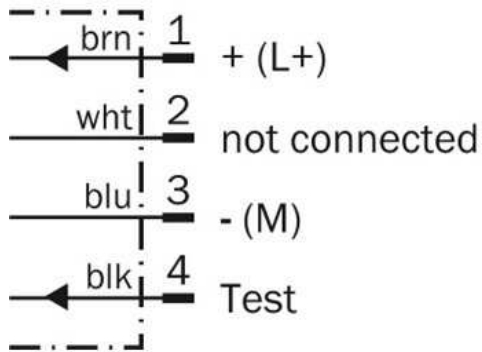 brn 1 + (L+)
wht 2 not connected
blu 3 - (M)
blk 4 Test